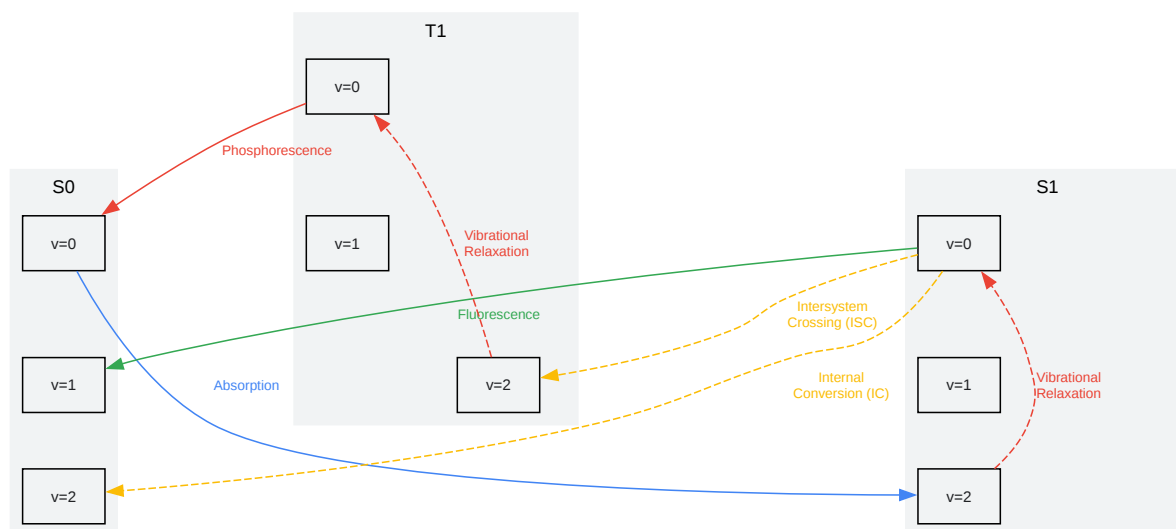 T1
v=0
Phosphorescence
S0
S1
v=0
v=1
Vibrational
Relaxation
v=0
Fluorescence
Intersystem
Crossing (ISC)
v=1
Absorption
v=2
Internal
Conversion (IC)
v=1
Vibrational
Relaxation
v=2
v=2